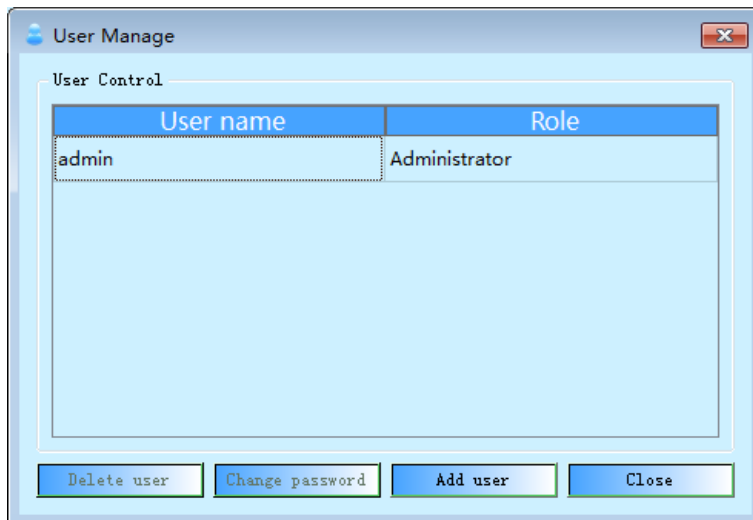 User Manage
User Control
User name Role
admin Administrator
Delete user Change password Add user Close